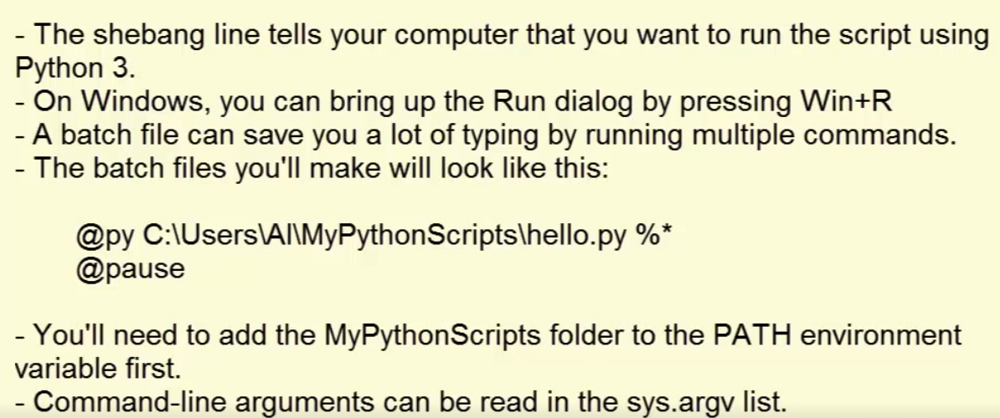 - The shebang line tells your computer that you want to run the script using
Python 3.
- On Windows, you can bring up the Run dialog by pressing Win+R
- A batch file can save you a lot of typing by running multiple commands.
- The batch files you'll make will look like this:
@py C:\Users\Al\MyPythonScripts\hello.py %*
@pause
- You'll need to add the MyPythonScripts folder to the PATH environment
variable first.
- Command-line arguments can be read in the sys.argv list.